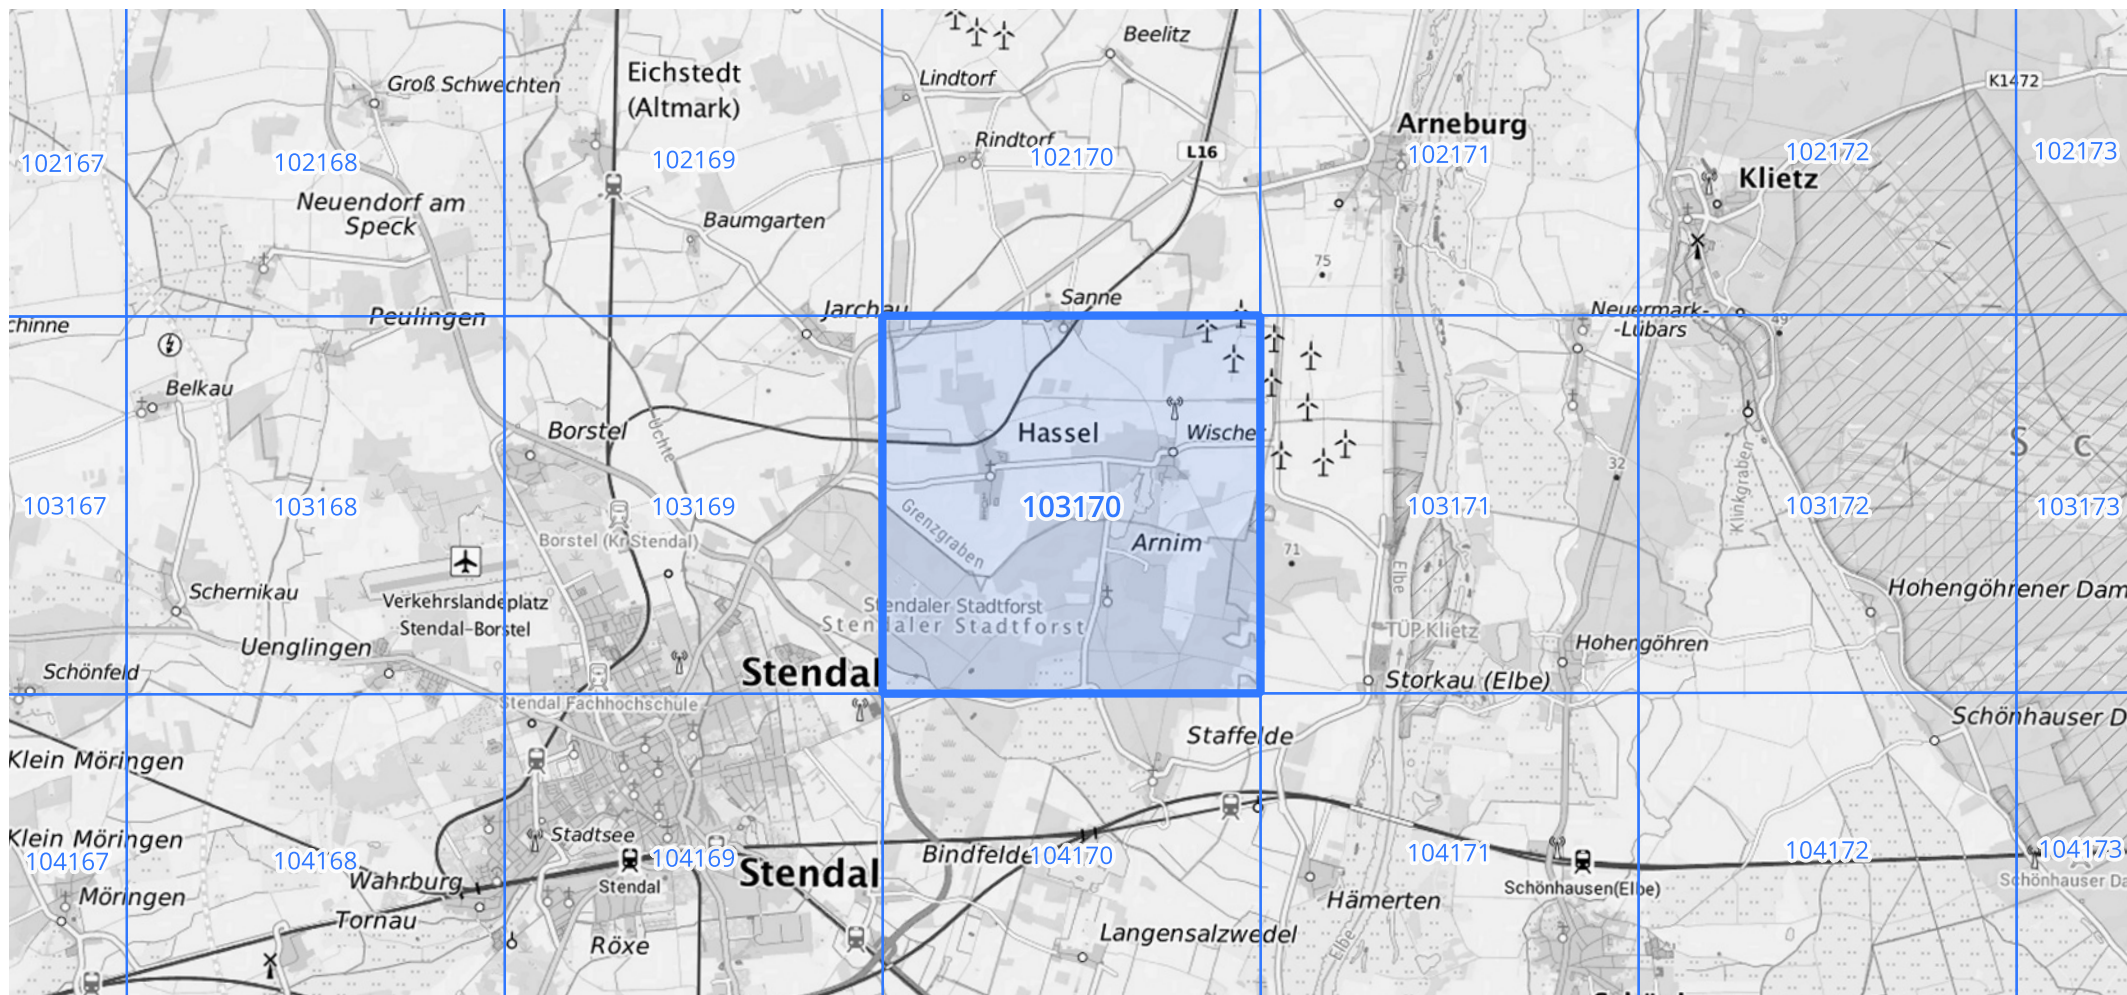 Beelitz
Eichstedt
(Altmark)
Lindtorf
Groß Schwechten
K1472
Arneburg
Rindtorf
L16
102167
102168
102169
102170
102171
102172
102173
Klietz
Neuendorf am
Speck
Baumgarten
75
Sanne
Jarchau
Neuermark-
-Lübars
49
chinne
Peulingen
Belkau
Borstel
Uchte
Hassel
Wische
S c
32
Klinkgraben
103167
103168
103169
103170
103171
103172
103173
Grenzgraben
Borstel (Kr Stendal)
Arnim
71
Elbe
Schernikau
Verkehrslandeplatz
Stendal-Borstel
Hohengöhrener Dam
Stendaler Stadtforst
Stendaler Stadtforst
TÜP Klietz
Uenglingen
Hohengöhren
Schönfeld
Stendal
Storkau (Elbe)
Stendal Fachhochschule
Schönhauser D
Staffelde
Klein Möringen
Klein Möringen
Stadtsee
104167
104168
104169
Bindfelde
104170
104171
104172
104173
Wahrburg
Stendal
Stendal
Schönhausen(Elbe)
Schönhauser Da
Möringen
Tornau
Hämerten
Röxe
Langensalzwedel
Elbe